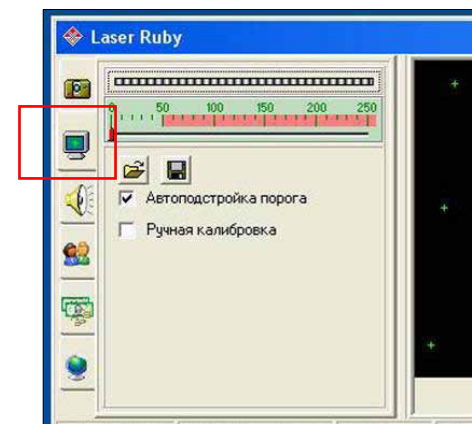 Laser Ruby
0 50 100 150 200 250
Автоподстройка порога
Ручная калибровка